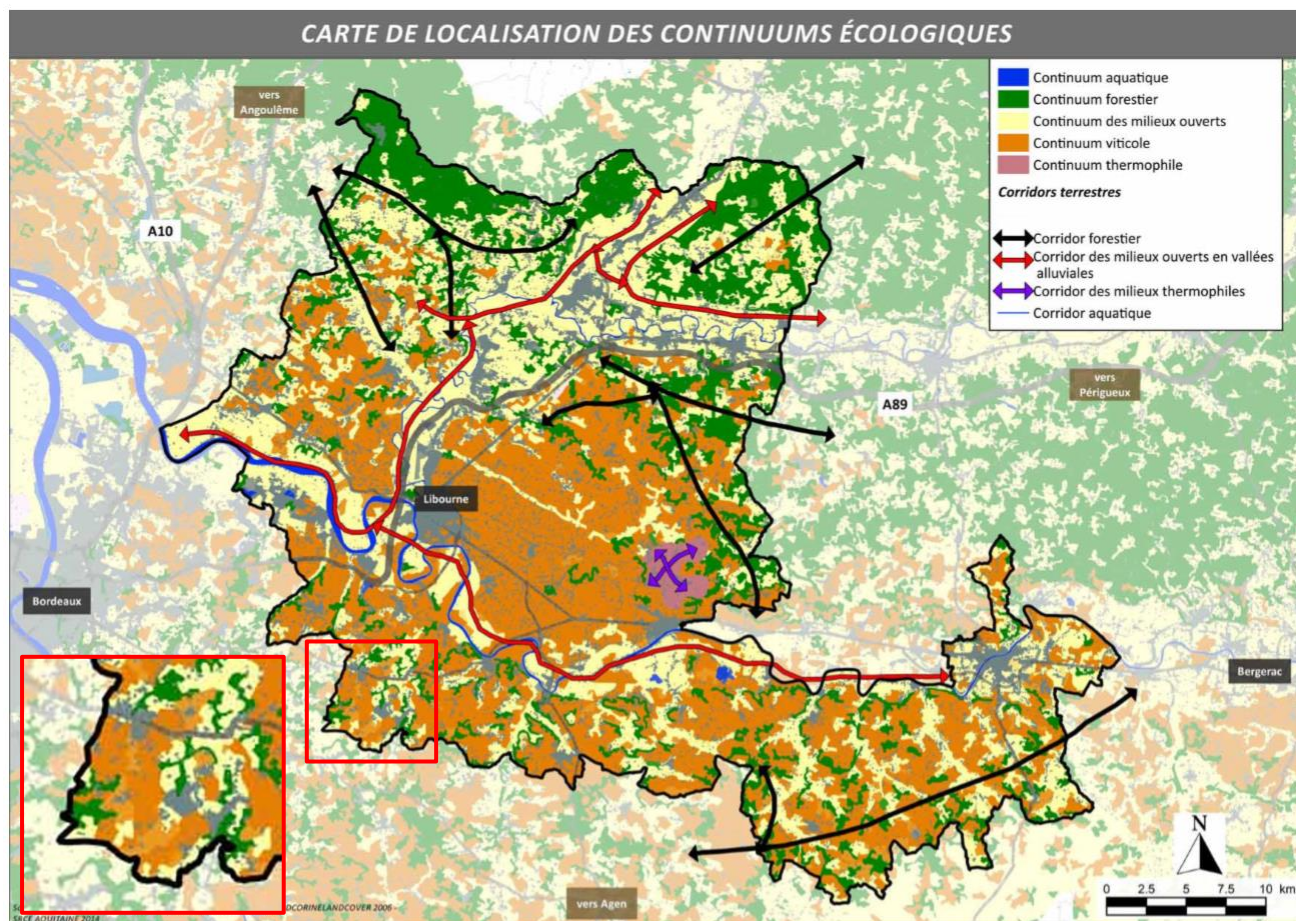 CARTE DE LOCALISATION DES CONTINUUMS ÉCOLOGIQUES
vers
Angoulême
A10
Continuum aquatique
Continuum forestier
Continuum des milieux ouverts
Continuum viticole
Continuum thermophile
Corridors terrestres
Corridor forestier
Corridor des milieux ouverts en vallées
alluviales
Corridor des milieux thermophiles
Corridor aquatique
vers
Périgueux
A89
Libourne
Bordeaux
Bergerac
vers Agen
N
0 2.5 5 7.5 10 km
OCORINELANDCOVER 2006 -
SRCE AQUITAINE 2014